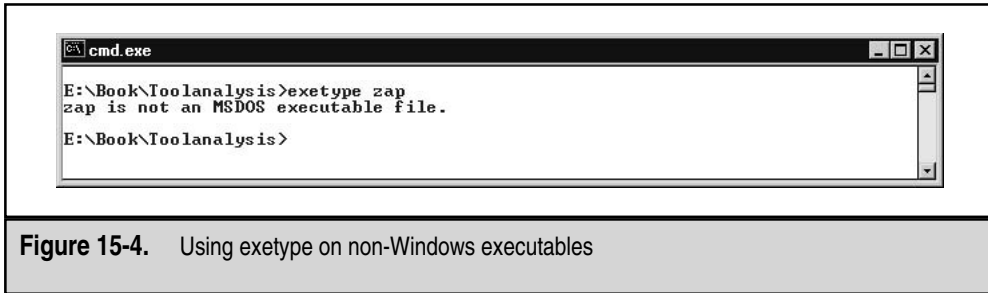 cmd.exe
E:\Book\Toolanalysis>exetype zap
zap is not an MSDOS executable file.
E:\Book\Toolanalysis>
Figure 15-4. Using exetype on non-Windows executables